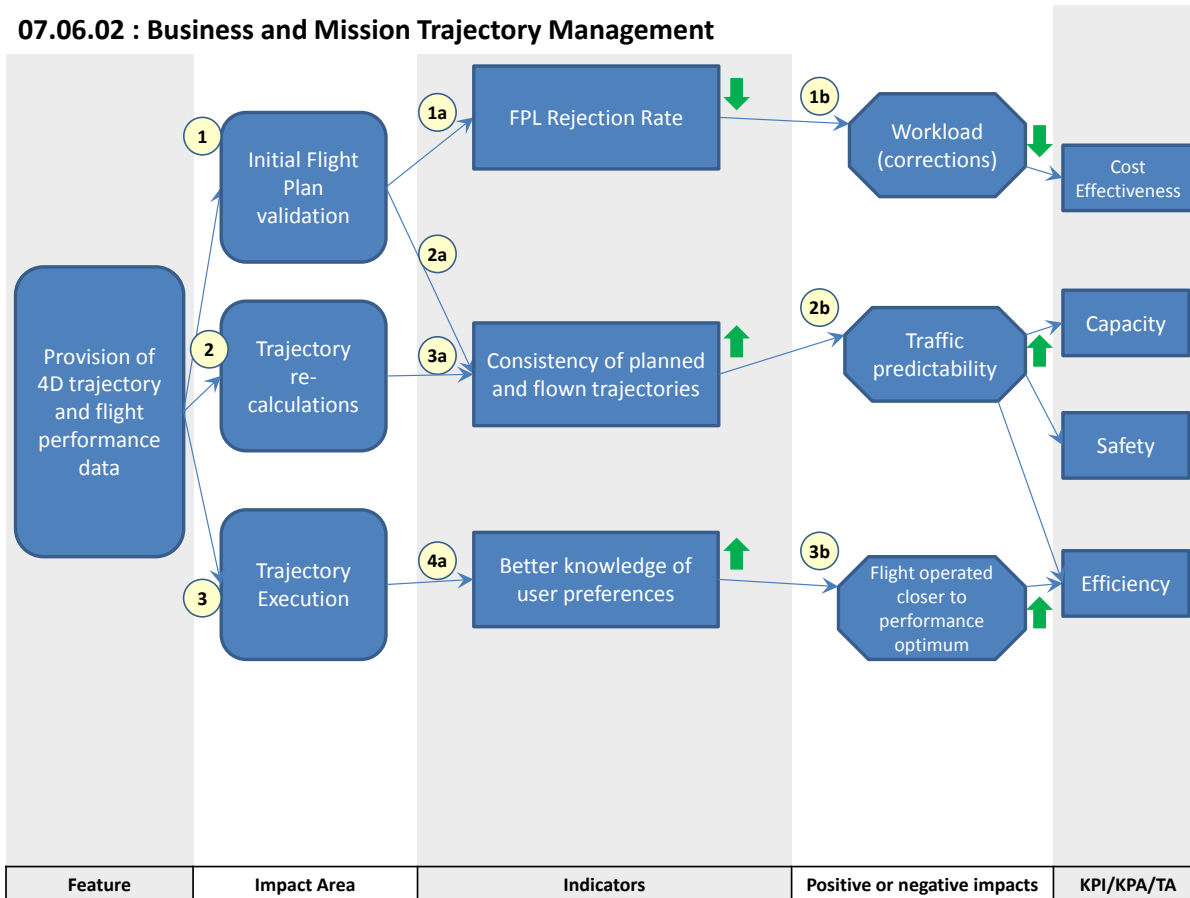 07.06.02 : Business and Mission Trajectory Management
Provision of
4D trajectory
and flight
performance
data
1
Initial Flight
Plan
validation
2
Trajectory
re-
calculations
3
Trajectory
Execution
1a
FPL Rejection Rate
2a
3a
Consistency of planned
and flown trajectories
4a
Better knowledge of
user preferences
1b
Workload
(corrections)
2b
Traffic
predictability
3b
Flight operated
closer to
performance
optimum
Cost
Effectiveness
Capacity
Safety
Efficiency
Feature
Impact Area
Indicators
Positive or negative impacts
KPI/KPA/TA